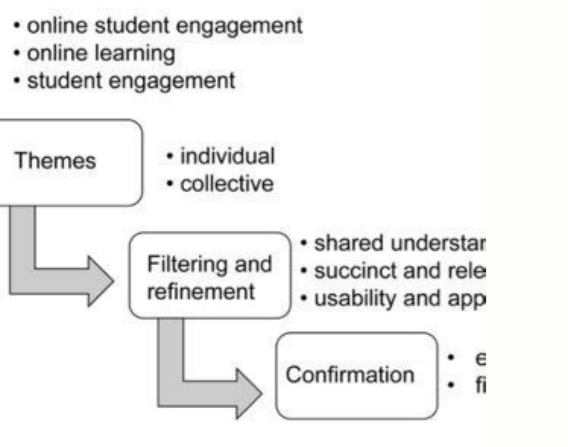 • online student engagement
• online learning
• student engagement
Themes
• individual
• collective
Filtering and
refinement
• shared
• succinct and
• usability and
Confirmation